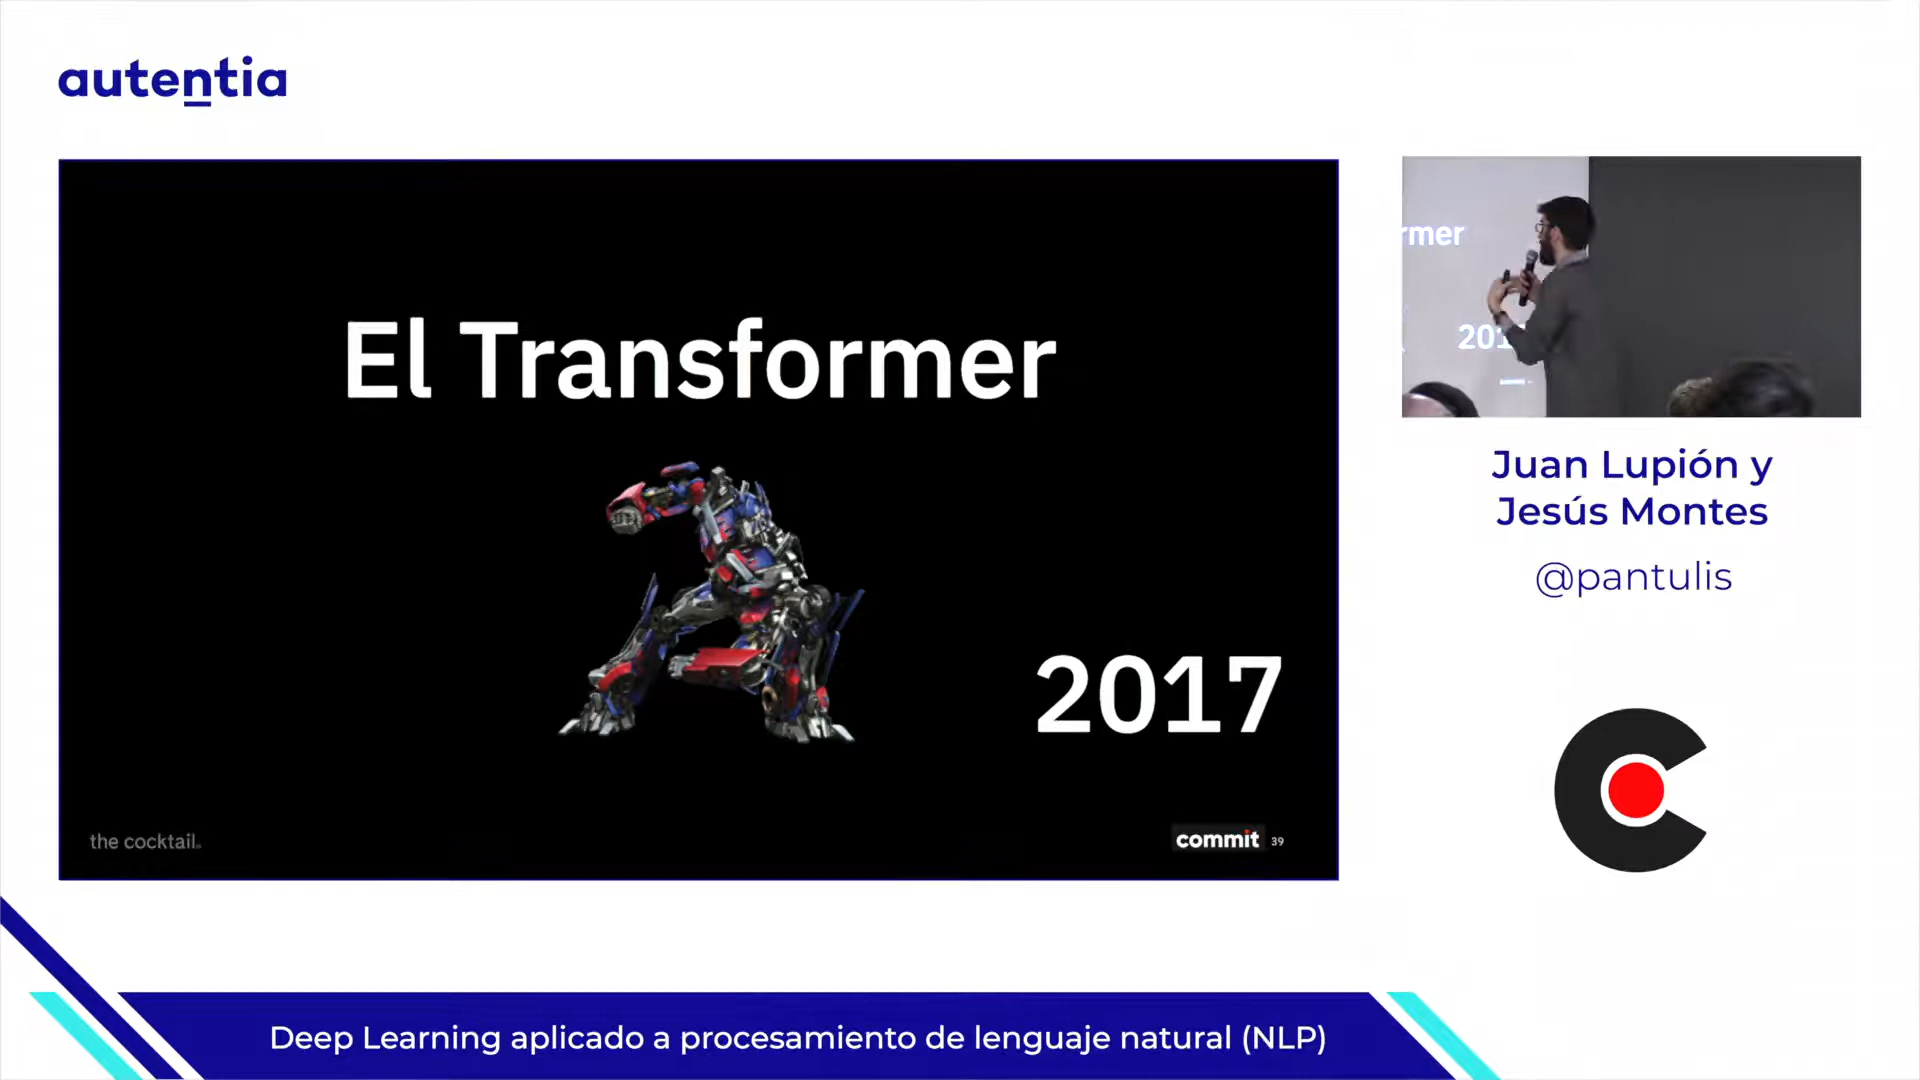 autentia
El Transformer
2017
the cocktail.
commit 39
rmer
201
Juan Lupión y
Jesús Montes
@pantulis
Deep Learning aplicado a procesamiento de lenguaje natural (NLP)